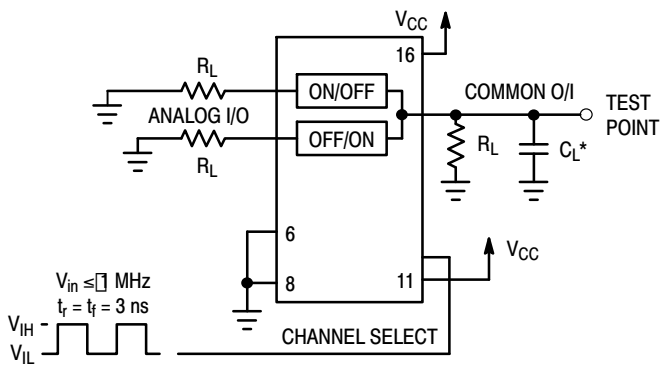 VCC
16
RL
ON/OFF
COMMON O/I
TEST
POINT
ANALOG I/O
OFF/ON
RL
RL
CL*
6
VCC
8
11
Vin ≤ 1 MHz
tr = tf = 3 ns
VIH
VIL
CHANNEL SELECT